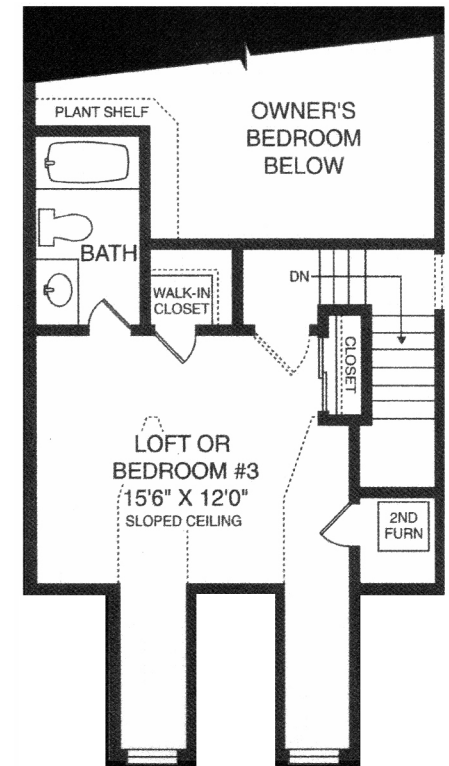 PLANT SHELF
OWNER'S
BEDROOM
BELOW
BATH
WALK-IN
CLOSET
DN
CLOSET
LOFT OR
BEDROOM #3
15'6" X 12'0"
SLOPED CEILING
2ND
FURN